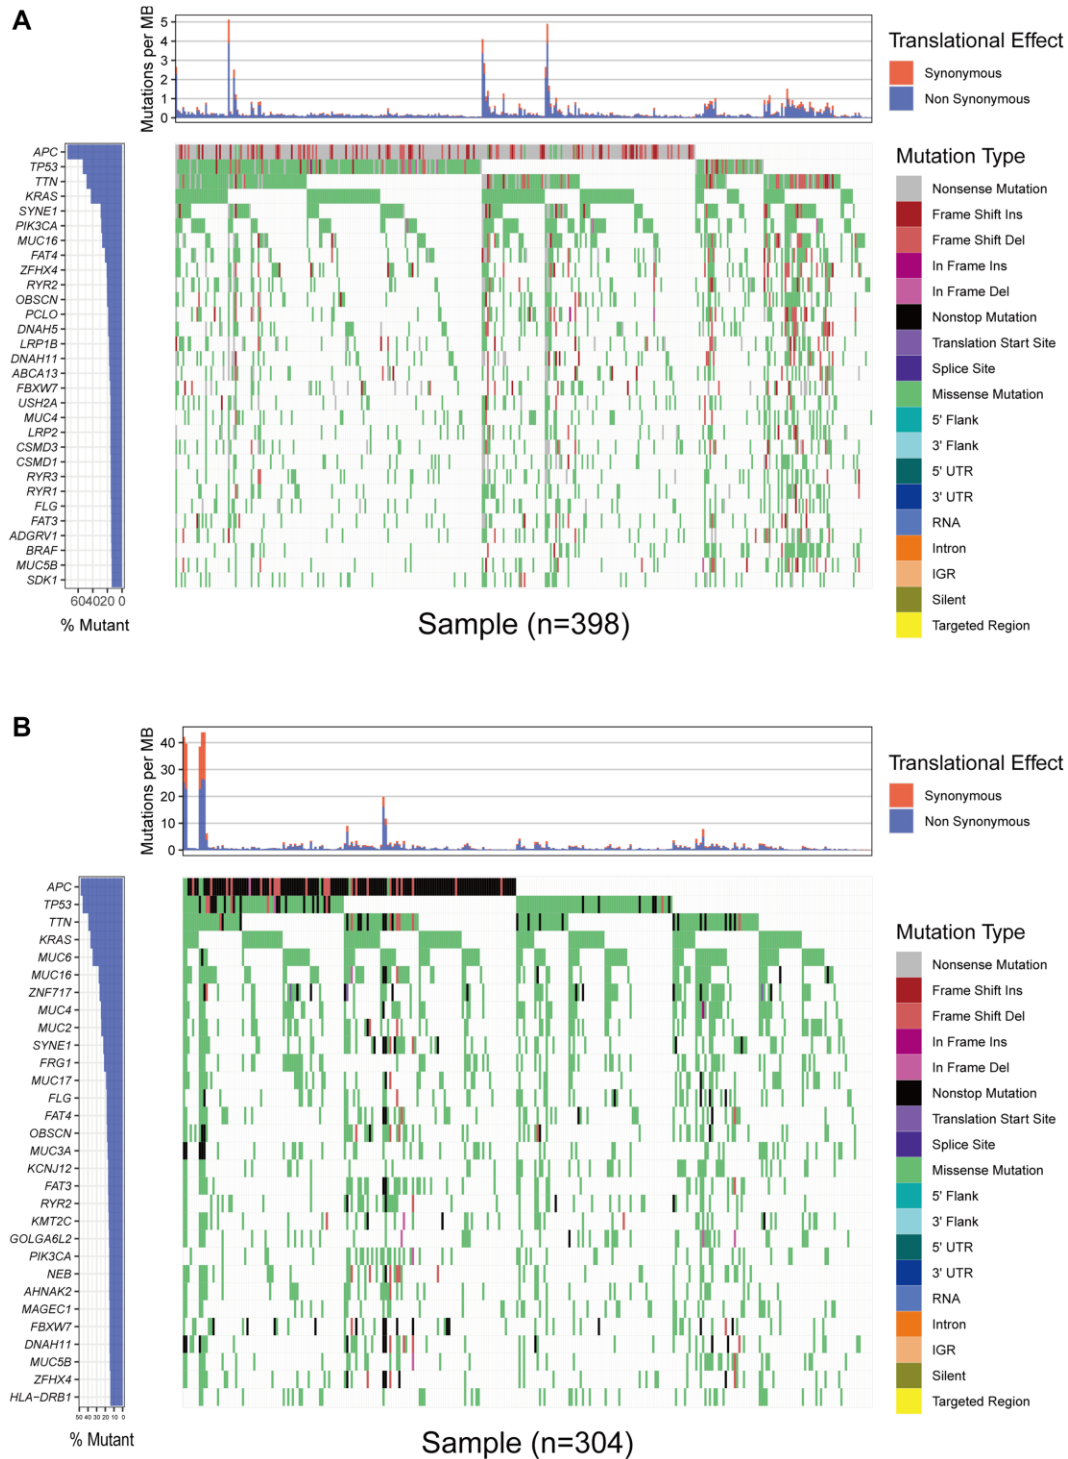 A
Mutations per MB
5
4
3
2
1
0
Translational Effect
Synonymous
Non Synonymous
APC
TP53
TTN
KRAS
SYNE1
PIK3CA
MUC16
FAT4
ZFHX4
RYR2
OBSCN
PCLO
DNAH5
LRP1B
DNAH11
ABCA13
FBXW7
USH2A
MUC4
LRP2
CSMD3
CSMD1
RYR3
RYR1
FLG
FAT3
ADGRV1
BRAF
MUC5B
SDK1
604020 0
% Mutant
Sample (n=398)
Mutation Type
Nonsense Mutation
Frame Shift Ins
Frame Shift Del
In Frame Ins
In Frame Del
Nonstop Mutation
Translation Start Site
Splice Site
Missense Mutation
5' Flank
3' Flank
5' UTR
3' UTR
RNA
Intron
IGR
Silent
Targeted Region
B
Mutations per MB
40
30
20
10
0
Translational Effect
Synonymous
Non Synonymous
APC
TP53
TTN
KRAS
MUC6
MUC16
ZNF717
MUC4
MUC2
SYNE1
FRG1
MUC17
FLG
FAT4
OBSCN
MUC3A
KCNJ12
FAT3
RYR2
KMT2C
GOLGA6L2
PIK3CA
NEB
AHNAK2
MAGEC1
FBXW7
DNAH11
MUC5B
ZFHX4
HLA−DRB1
50 40 30 20 10 0
% Mutant
Sample (n=304)
Mutation Type
Nonsense Mutation
Frame Shift Ins
Frame Shift Del
In Frame Ins
In Frame Del
Nonstop Mutation
Translation Start Site
Splice Site
Missense Mutation
5' Flank
3' Flank
5' UTR
3' UTR
RNA
Intron
IGR
Silent
Targeted Region